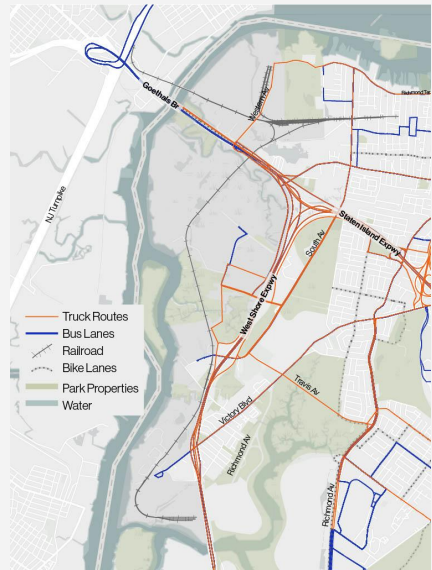 Goethals Br
Western Av
Richmond Ter
NJ Turnpike
Staten Island Expwy
South Av
West Shore Expwy
Truck Routes
Bus Lanes
Railroad
Bike Lanes
Park Properties
Water
Travis Av
Victory Blvd
Richmond Av
Richmond Av